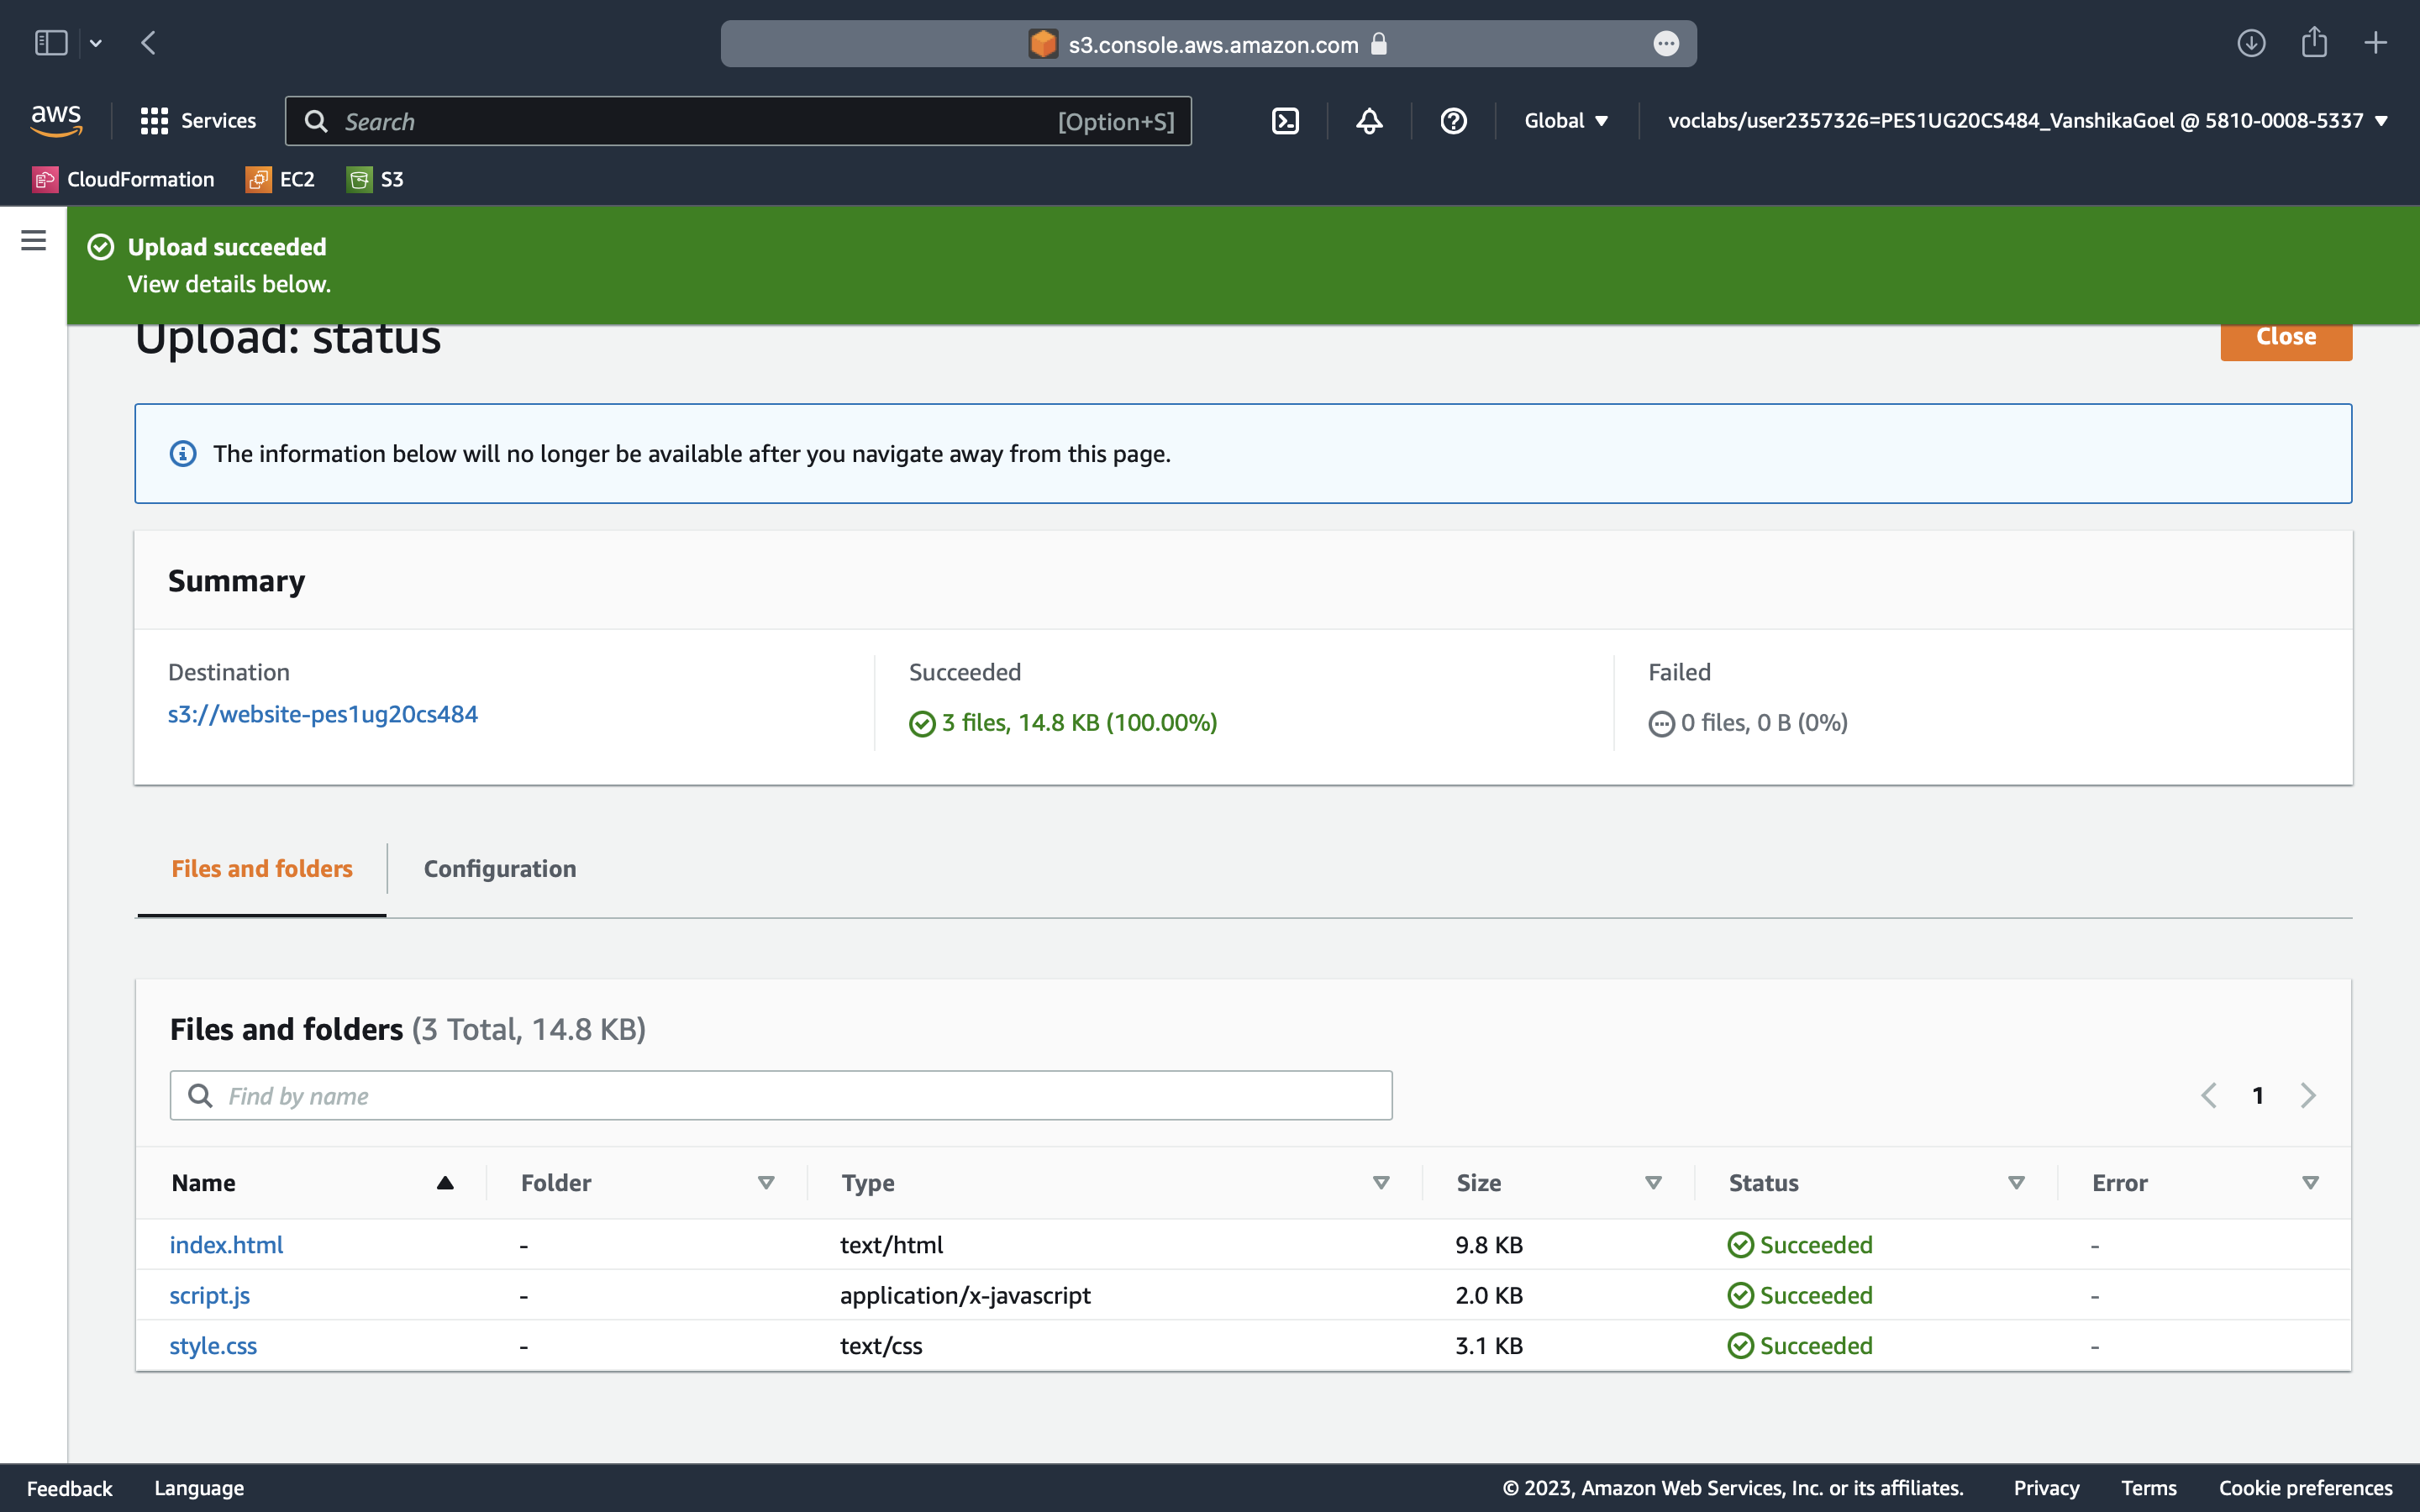 s3.console.aws.amazon.com
aws Services Search [Option+S] Global voclabs/user2357326=PES1UG20CS484_VanshikaGoel @ 5810-0008-5337
CloudFormation EC2 S3
Upload succeeded
View details below.
Upload: status Close
The information below will no longer be available after you navigate away from this page.
Summary
Destination Succeeded Failed
s3://website-pes1ug20cs484 3 files, 14.8 KB (100.00%) 0 files, 0 B (0%)
Files and folders Configuration
Files and folders (3 Total, 14.8 KB)
Find by name 1
Name Folder Type Size Status Error
index.html - text/html 9.8 KB Succeeded -
script.js - application/x-javascript 2.0 KB Succeeded -
style.css - text/css 3.1 KB Succeeded -
Feedback Language © 2023, Amazon Web Services, Inc. or its affiliates. Privacy Terms Cookie preferences